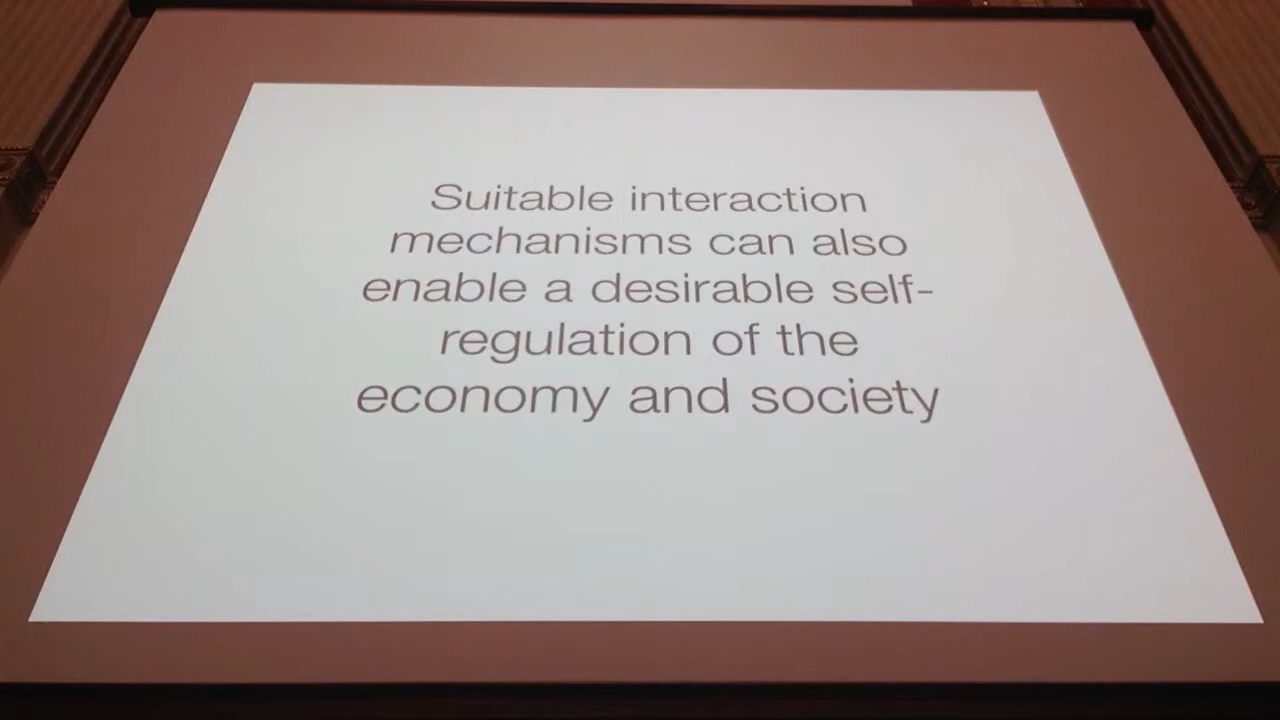 Suitable interaction
mechanisms can also
enable a desirable self-
regulation of the
economy and society